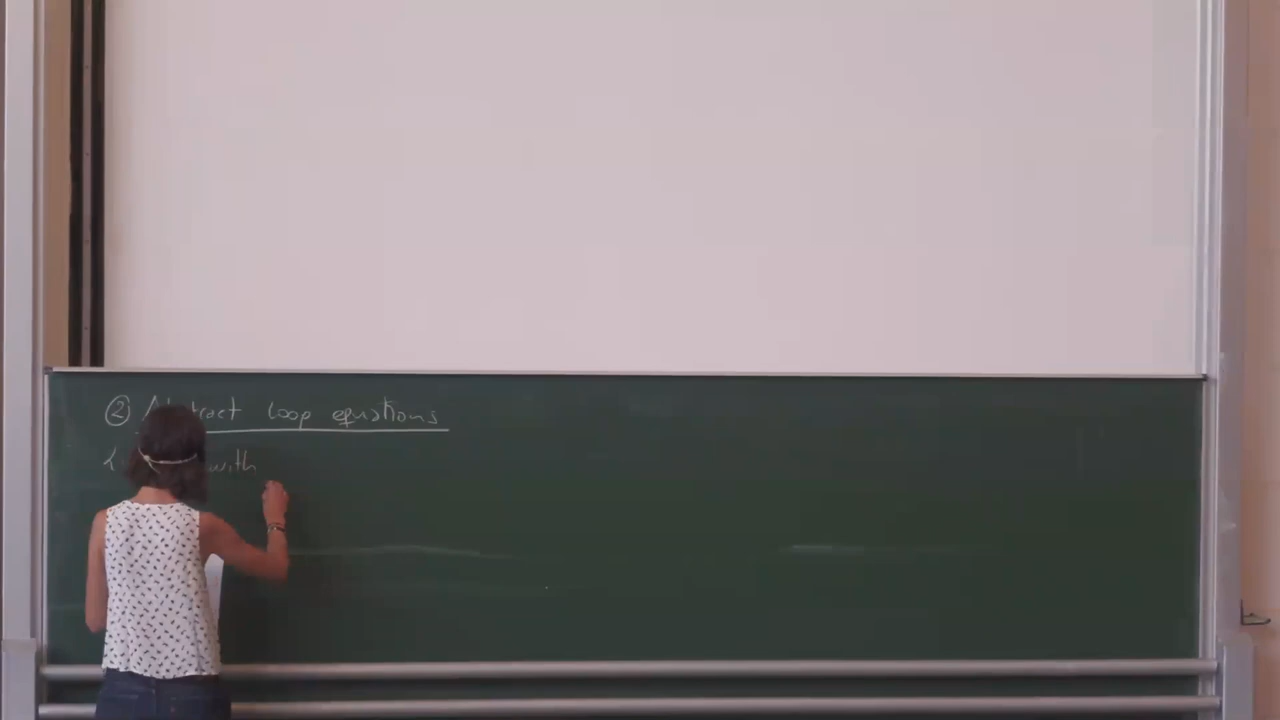 ② Abstract loop equations
with